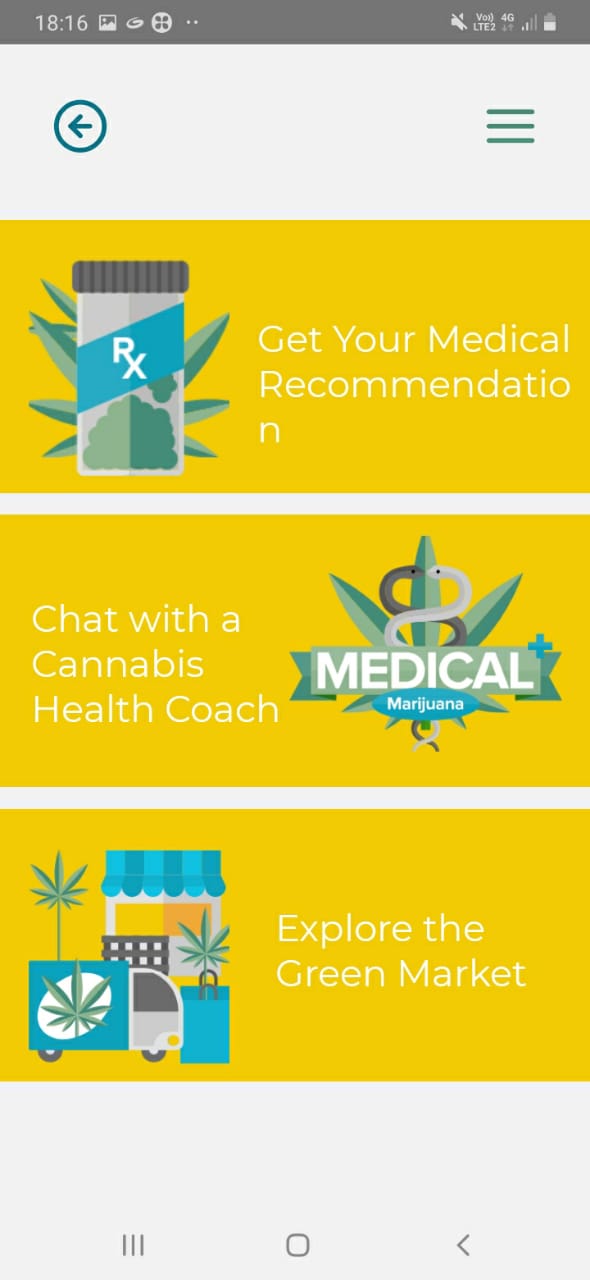 18:16
Vo)) 4G
LTE2
Rx
Get Your Medical
Recommendatio
n
Chat with a
Cannabis
Health Coach
MEDICAL
Marijuana
Explore the
Green Market